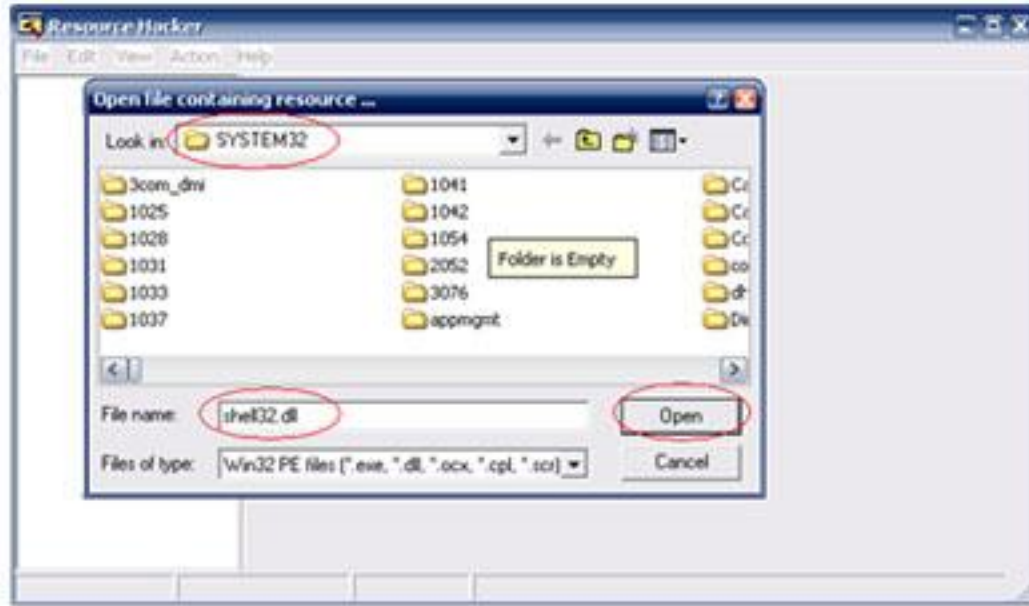 Resource Hacker
File Edit View Action Help
Open file containing resource ...
Look in: SYSTEM32
3com_dmi
1025
1028
1031
1033
1037
1041
1042
1054
2052
3076
appmgmt
Folder is Empty
File name: shell32.dll
Open
Files of type: Win32 PE files (*.exe, *.dll, *.ocx, *.cpl, *.scr)
Cancel